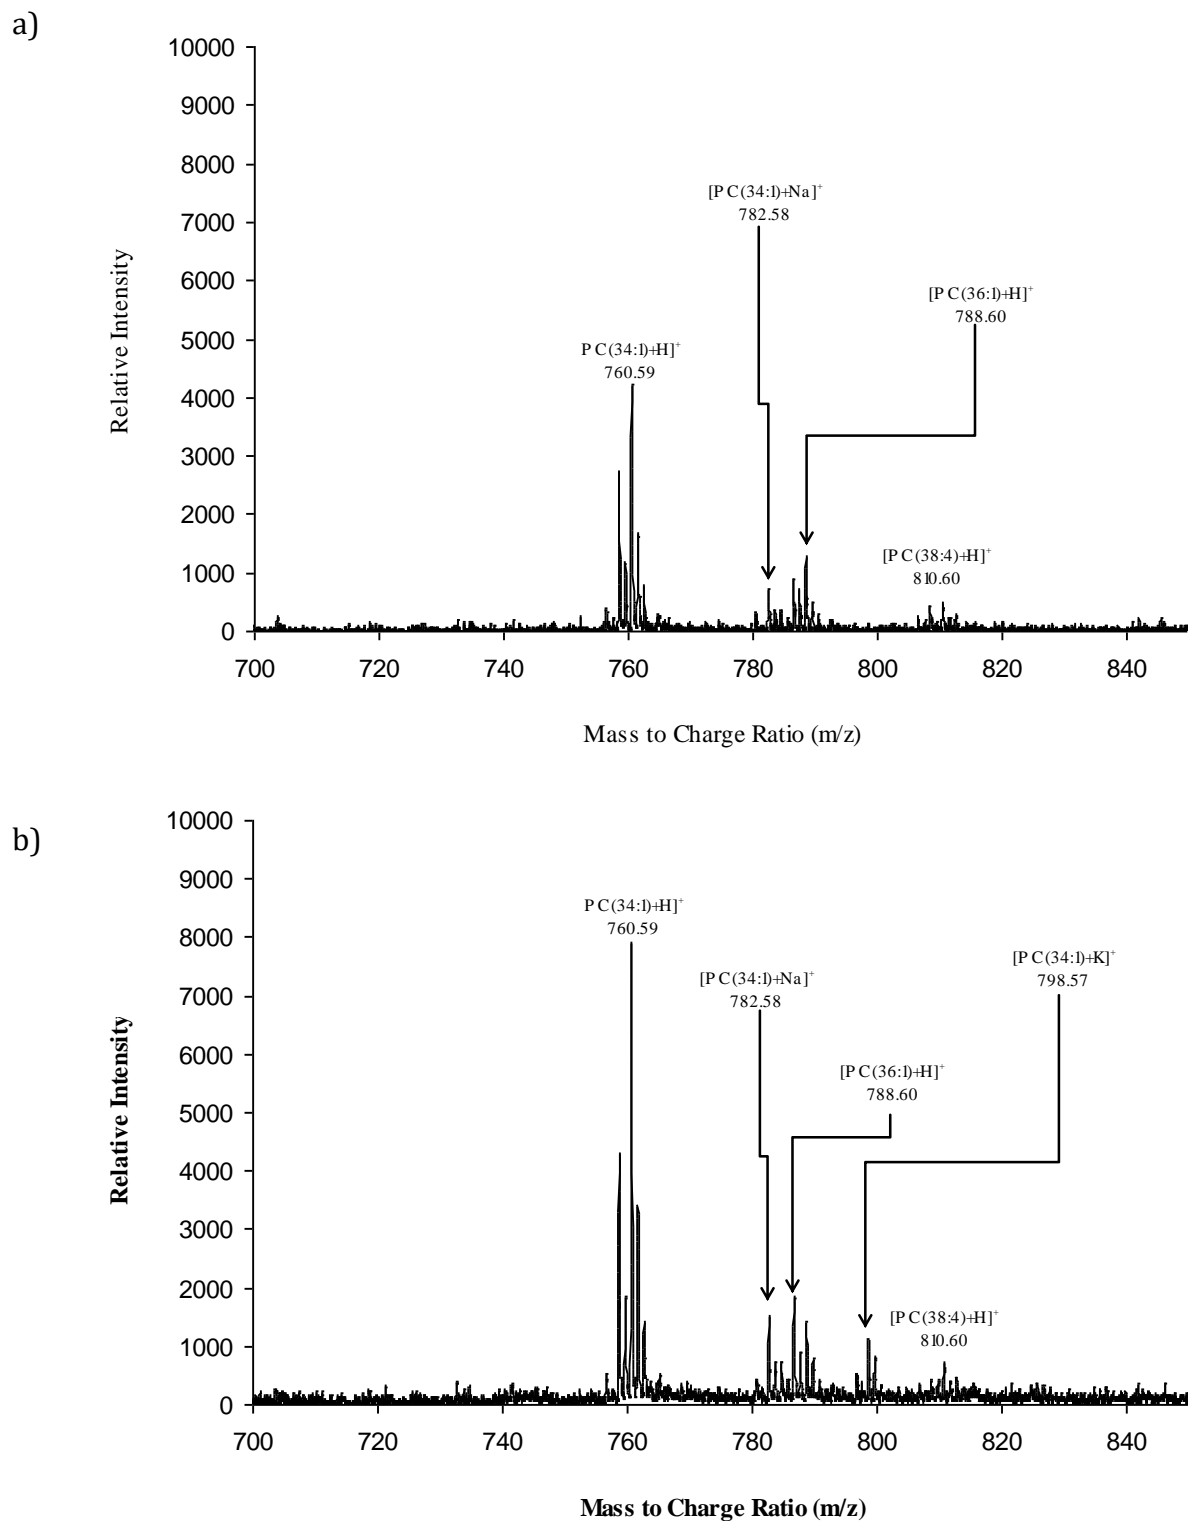 a)
10000
9000
8000
7000
6000
5000
4000
3000
2000
1000
0
Relative Intensity
[PC(34:1)+Na]⁺
782.58
[PC(36:1)+H]⁺
788.60
PC(34:1)+H]⁺
760.59
[PC(38:4)+H]⁺
810.60
700 720 740 760 780 800 820 840
Mass to Charge Ratio (m/z)
b)
10000
9000
8000
7000
6000
5000
4000
3000
2000
1000
0
Relative Intensity
PC(34:1)+H]⁺
760.59
[PC(34:1)+Na]⁺
782.58
[PC(34:1)+K]⁺
798.57
[PC(36:1)+H]⁺
788.60
[PC(38:4)+H]⁺
810.60
700 720 740 760 780 800 820 840
Mass to Charge Ratio (m/z)